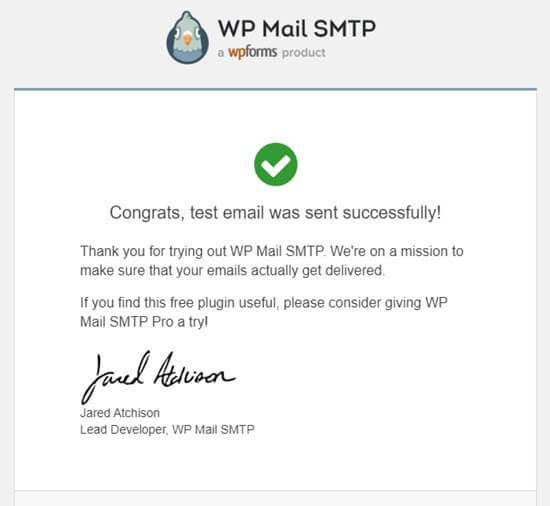 WP Mail SMTP
a wpforms product
Congrats, test email was sent successfully!
Thank you for trying out WP Mail SMTP. We're on a mission to
make sure that your emails actually get delivered.
If you find this free plugin useful, please consider giving WP
Mail SMTP Pro a try!
Jared Atchison
Jared Atchison
Lead Developer, WP Mail SMTP